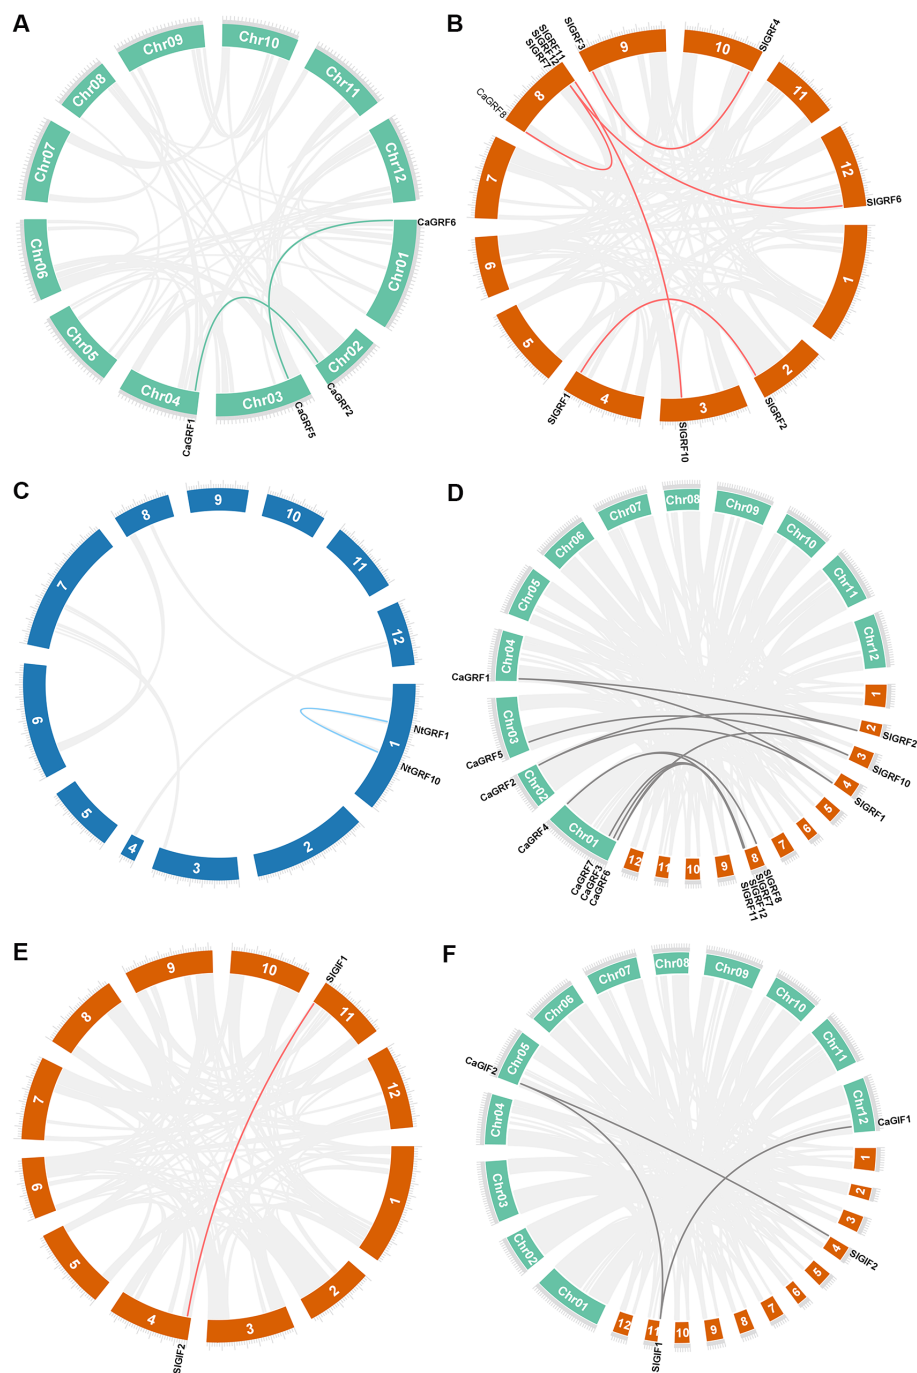 A
Chr09
Chr10
Chr08
Chr11
Chr07
Chr12
CaGRF6
Chr06
Chr01
Chr05
Chr02
Chr04
Chr03
CaGRF2
CaGRF5
CaGRF1
B
SlGRF3
SlGRF4
SlGRF11
SlGRF12
SlGRF7
9
10
8
11
CaGRF8
7
12
SlGRF6
6
1
5
2
4
3
SlGRF1
SlGRF2
SlGRF10
C
8
9
10
7
11
12
6
1
NtGRF1
NtGRF10
5
4
3
2
D
Chr08
Chr07
Chr09
Chr06
Chr10
Chr05
Chr11
Chr04
Chr12
CaGRF1
1
Chr03
2
SlGRF2
CaGRF5
3
SlGRF10
CaGRF2
Chr02
4
SlGRF1
5
CaGRF4
Chr01
6
7
12
11
10
9
8
CaGRF7
CaGRF3
CaGRF6
SlGRF8
SlGRF7
SlGRF12
SlGRF11
E
SlGIF1
9
10
8
11
7
12
6
1
5
2
4
3
SlGIF2
F
Chr08
Chr07
Chr09
Chr06
Chr10
Chr05
Chr11
CaGIF2
Chr04
Chr12
CaGIF1
1
Chr03
2
3
Chr02
4
SlGIF2
5
Chr01
6
7
12
11
10
9
8
SlGIF1